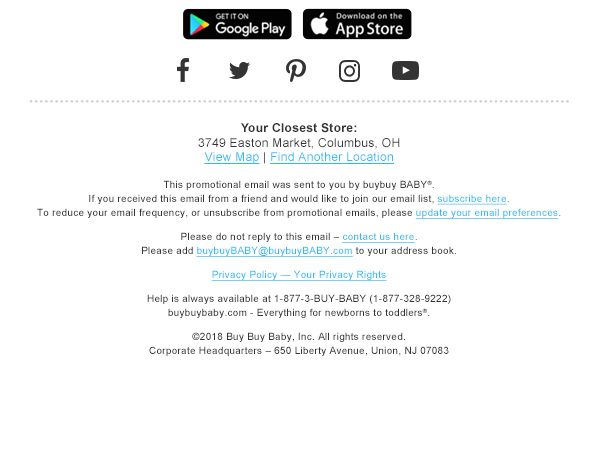 GET IT ON
Google Play
Download on the
App Store
Your Closest Store:
3749 Easton Market, Columbus, OH
View Map | Find Another Location
This promotional email was sent to you by buybuy BABY®.
If you received this email from a friend and would like to join our email list, subscribe here.
To reduce your email frequency, or unsubscribe from promotional emails, please update your email preferences.
Please do not reply to this email – contact us here.
Please add buybuyBABY@buybuyBABY.com to your address book.
Privacy Policy — Your Privacy Rights
Help is always available at 1-877-3-BUY-BABY (1-877-328-9222)
buybuybaby.com - Everything for newborns to toddlers®.
©2018 Buy Buy Baby, Inc. All rights reserved.
Corporate Headquarters – 650 Liberty Avenue, Union, NJ 07083